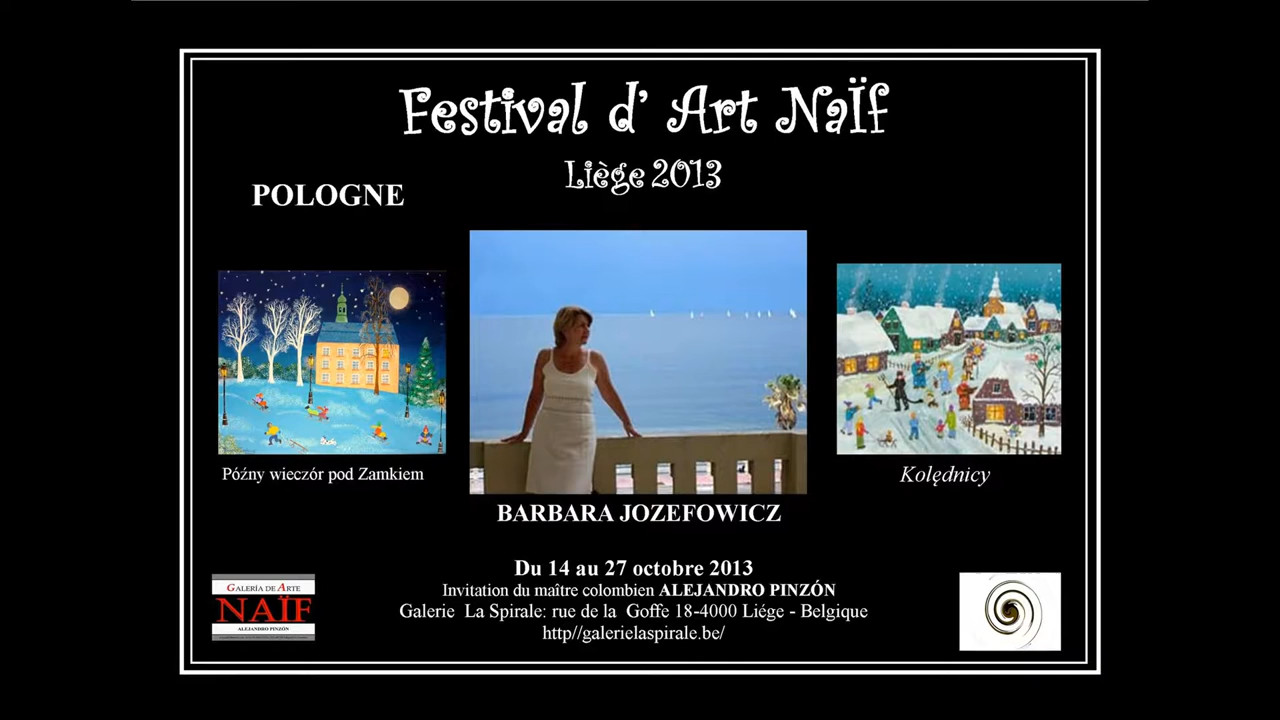 Festival d' Art Naïf
Liège 2013
POLOGNE
Późny wieczór pod Zamkiem
Kolędnicy
BARBARA JOZEFOWICZ
Du 14 au 27 octobre 2013
Invitation du maître colombien ALEJANDRO PINZÓN
Galerie La Spirale: rue de la Goffe 18-4000 Liége - Belgique
http//galerielaspirale.be/
GALERÍA DE ARTE
NAÏF
ALEJANDRO PINZÓN